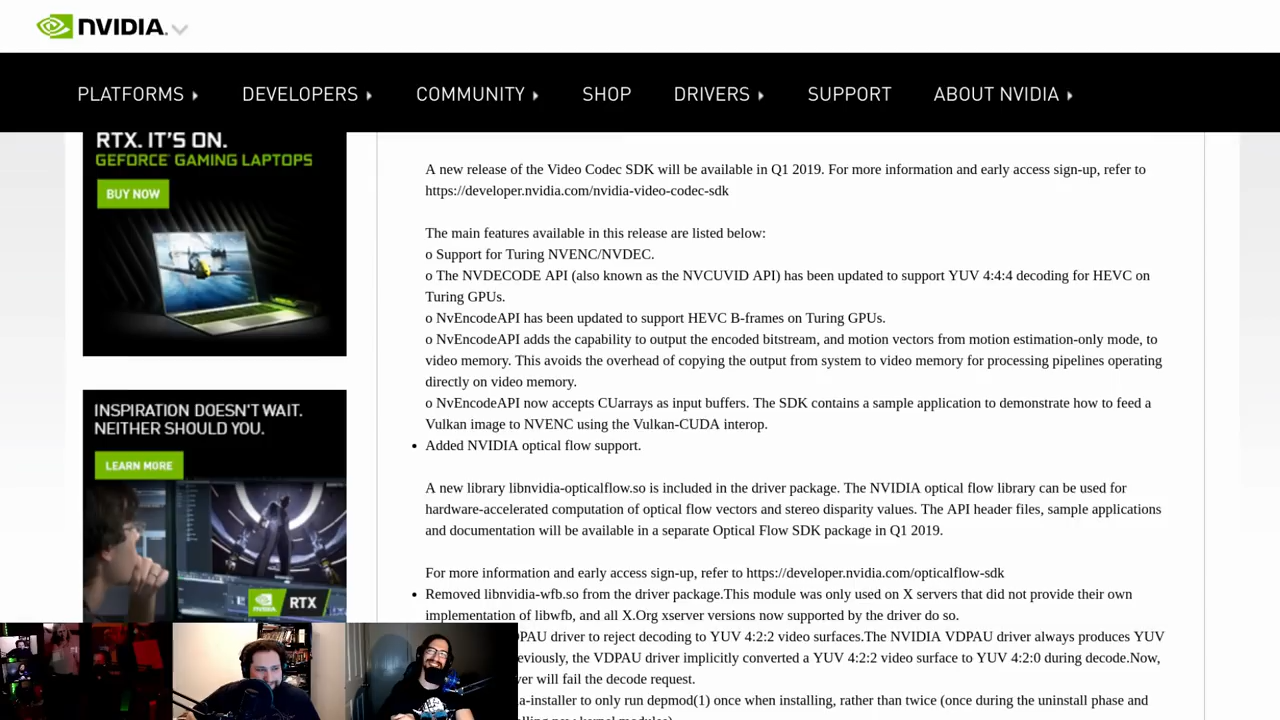 NVIDIA.
PLATFORMS DEVELOPERS COMMUNITY SHOP DRIVERS SUPPORT ABOUT NVIDIA
RTX. IT'S ON.
GEFORCE GAMING LAPTOPS
BUY NOW
INSPIRATION DOESN'T WAIT.
NEITHER SHOULD YOU.
LEARN MORE
NVIDIA RTX
A new release of the Video Codec SDK will be available in Q1 2019. For more information and early access sign-up, refer to
https://developer.nvidia.com/nvidia-video-codec-sdk
The main features available in this release are listed below:
o Support for Turing NVENC/NVDEC.
o The NVDECODE API (also known as the NVCUVID API) has been updated to support YUV 4:4:4 decoding for HEVC on
Turing GPUs.
o NvEncodeAPI has been updated to support HEVC B-frames on Turing GPUs.
o NvEncodeAPI adds the capability to output the encoded bitstream, and motion vectors from motion estimation-only mode, to
video memory. This avoids the overhead of copying the output from system to video memory for processing pipelines operating
directly on video memory.
o NvEncodeAPI now accepts CUarrays as input buffers. The SDK contains a sample application to demonstrate how to feed a
Vulkan image to NVENC using the Vulkan-CUDA interop.
• Added NVIDIA optical flow support.
A new library libnvidia-opticalflow.so is included in the driver package. The NVIDIA optical flow library can be used for
hardware-accelerated computation of optical flow vectors and stereo disparity values. The API header files, sample applications
and documentation will be available in a separate Optical Flow SDK package in Q1 2019.
For more information and early access sign-up, refer to https://developer.nvidia.com/opticalflow-sdk
• Removed libnvidia-wfb.so from the driver package.This module was only used on X servers that did not provide their own
implementation of libwfb, and all X.Org xserver versions now supported by the driver do so.
DPAU driver to reject decoding to YUV 4:2:2 video surfaces.The NVIDIA VDPAU driver always produces YUV
eviously, the VDPAU driver implicitly converted a YUV 4:2:2 video surface to YUV 4:2:0 during decode.Now,
ver will fail the decode request.
a-installer to only run depmod(1) once when installing, rather than twice (once during the uninstall phase and